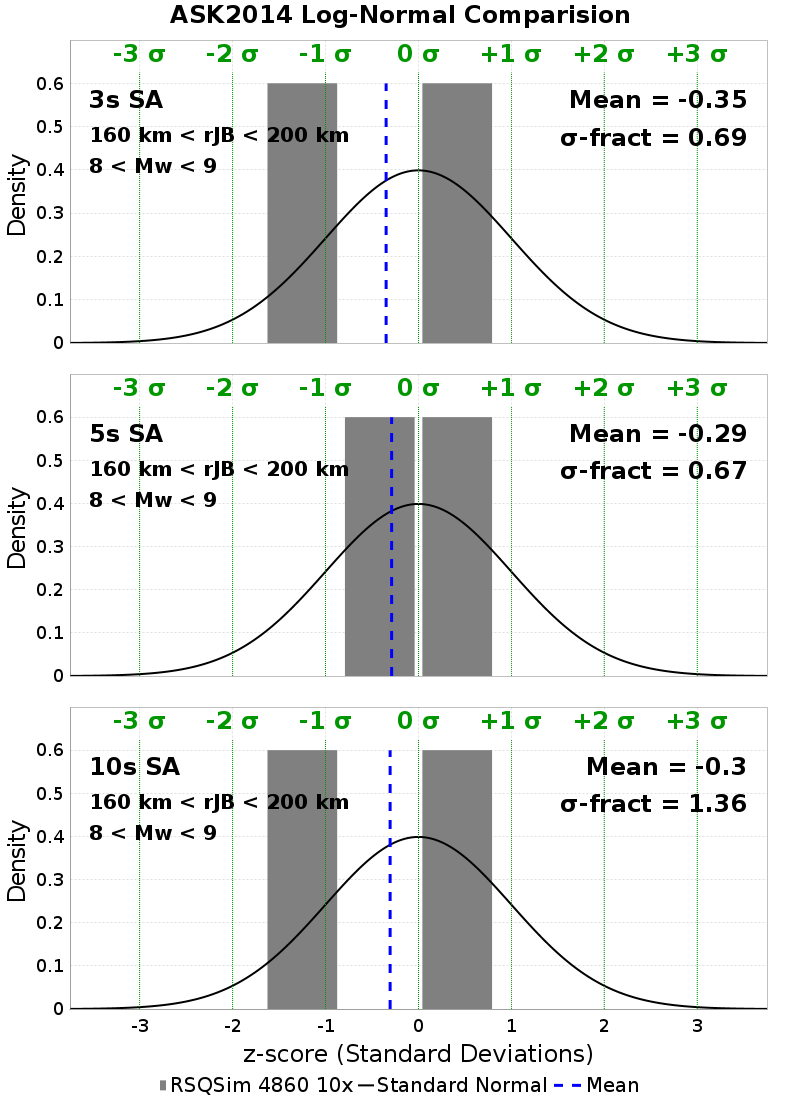 ASK2014 Log-Normal Comparision
-3 σ -2 σ -1 σ 0 σ +1 σ +2 σ +3 σ
3s SA
Mean = -0.35
160 km < rJB < 200 km
σ-fract = 0.69
8 < Mw < 9
Density
0.6
0.5
0.4
0.3
0.2
0.1
0
-3 σ -2 σ -1 σ 0 σ +1 σ +2 σ +3 σ
5s SA
Mean = -0.29
160 km < rJB < 200 km
σ-fract = 0.67
8 < Mw < 9
Density
0.6
0.5
0.4
0.3
0.2
0.1
0
-3 σ -2 σ -1 σ 0 σ +1 σ +2 σ +3 σ
10s SA
Mean = -0.3
160 km < rJB < 200 km
σ-fract = 1.36
8 < Mw < 9
Density
0.6
0.5
0.4
0.3
0.2
0.1
0
-3 -2 -1 0 1 2 3
z-score (Standard Deviations)
RSQSim 4860 10x Standard Normal Mean